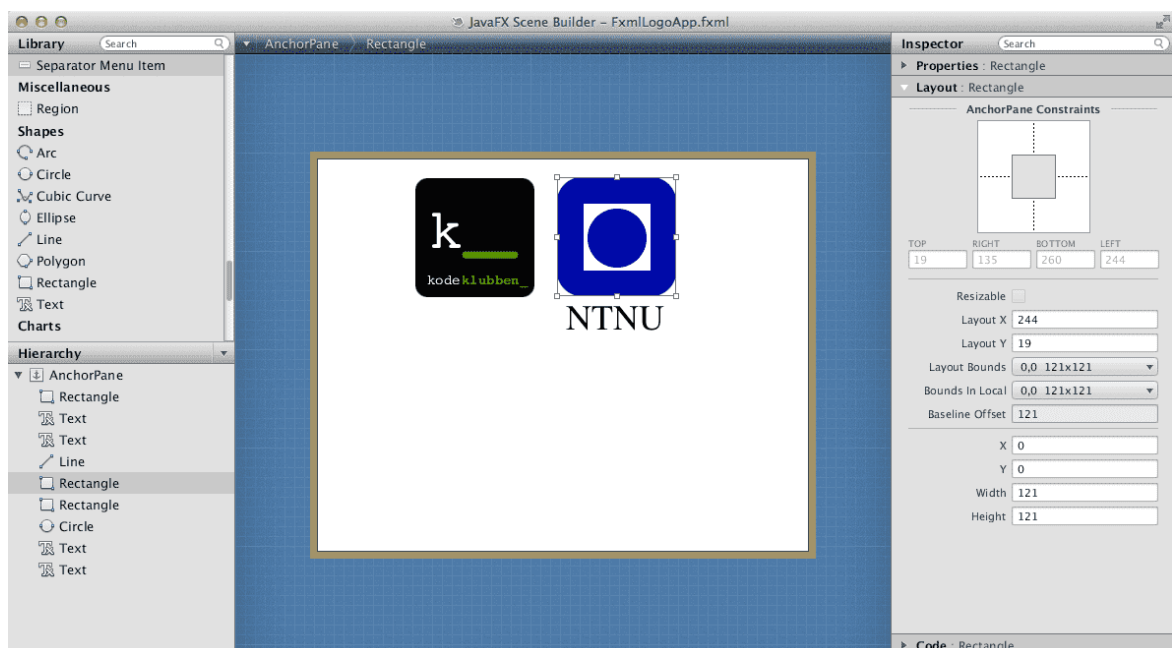 JavaFX Scene Builder – FxmlLogoApp.fxml
Library Search
Separator Menu Item
Miscellaneous
Region
Shapes
Arc
Circle
Cubic Curve
Ellipse
Line
Polygon
Rectangle
Text
Charts
Hierarchy
AnchorPane
Rectangle
Text
Text
Line
Rectangle
Rectangle
Circle
Text
Text
AnchorPane Rectangle
k_
kodeklubben_
NTNU
Inspector Search
Properties : Rectangle
Layout : Rectangle
AnchorPane Constraints
TOP RIGHT BOTTOM LEFT
19 135 260 244
Resizable
Layout X 244
Layout Y 19
Layout Bounds 0,0 121x121
Bounds In Local 0,0 121x121
Baseline Offset 121
X 0
Y 0
Width 121
Height 121
Code : Rectangle